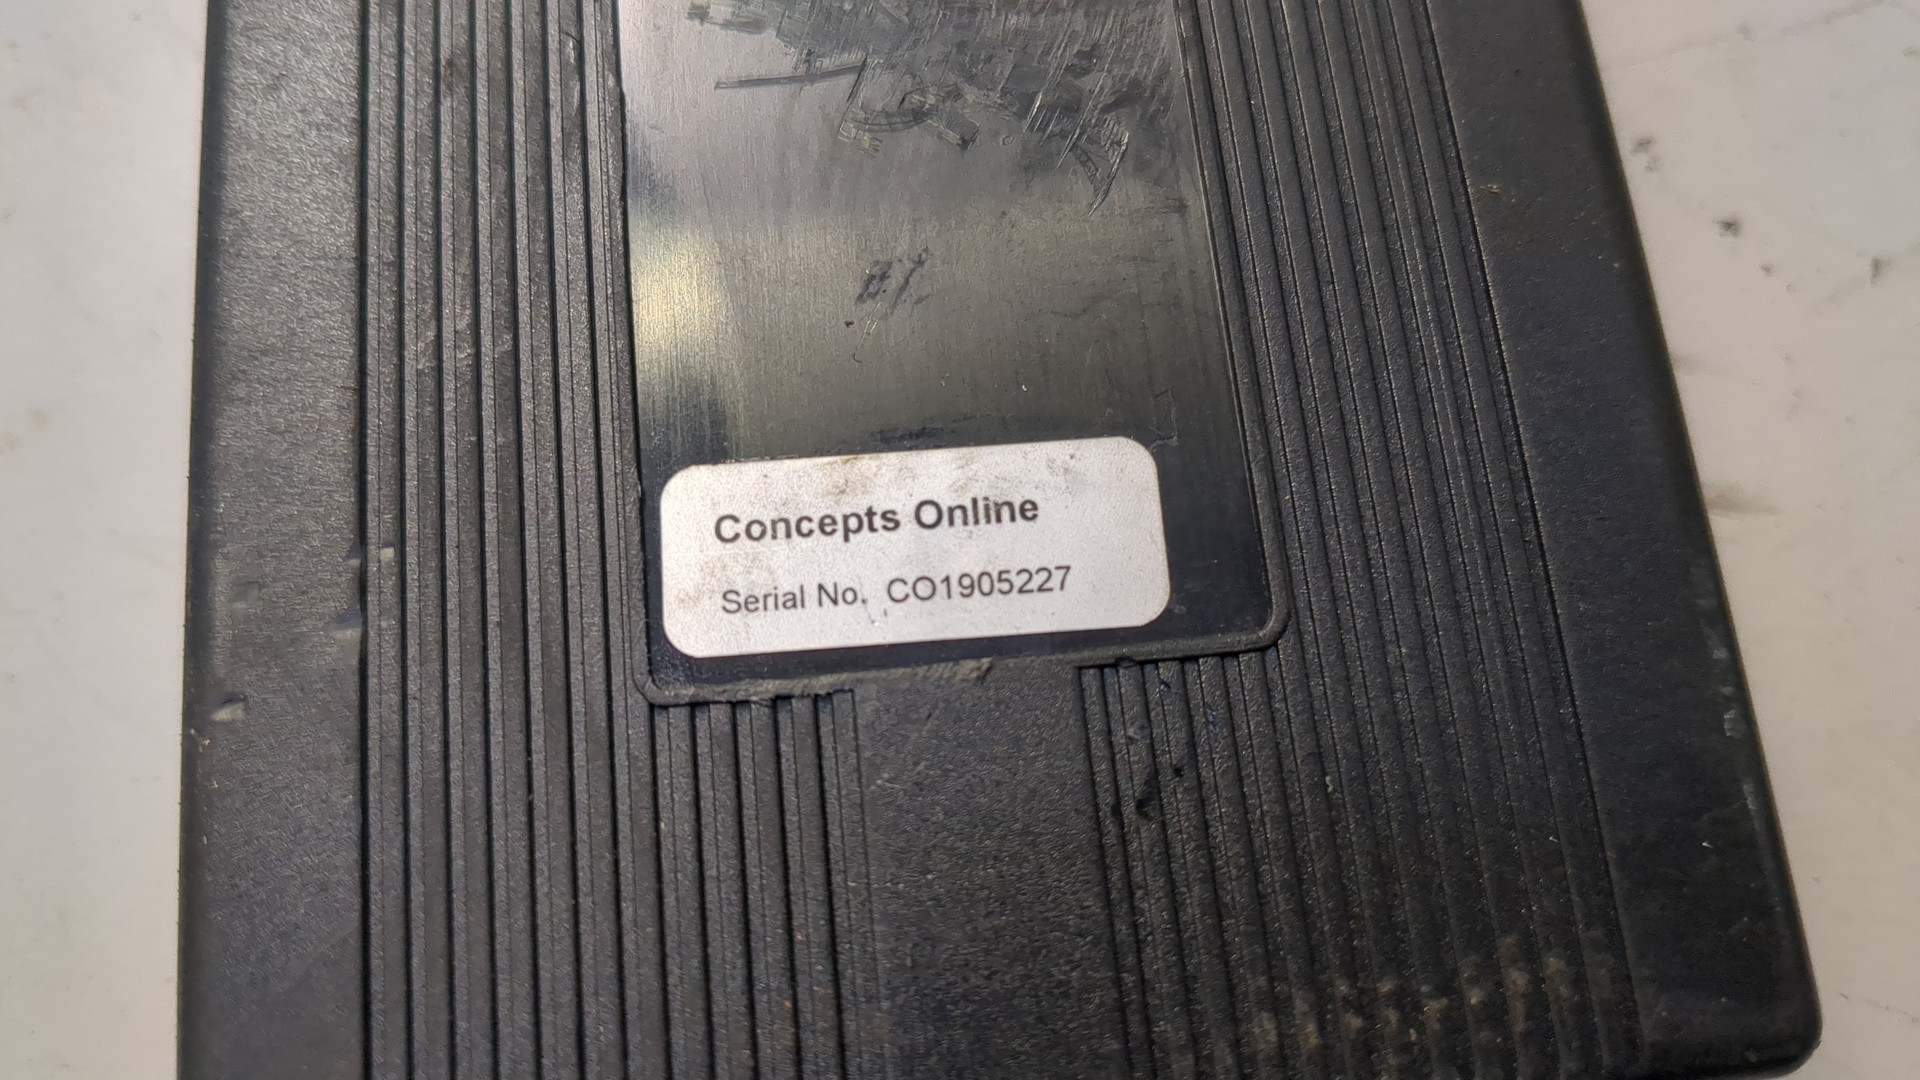 Concepts Online
Serial No. CO1905227